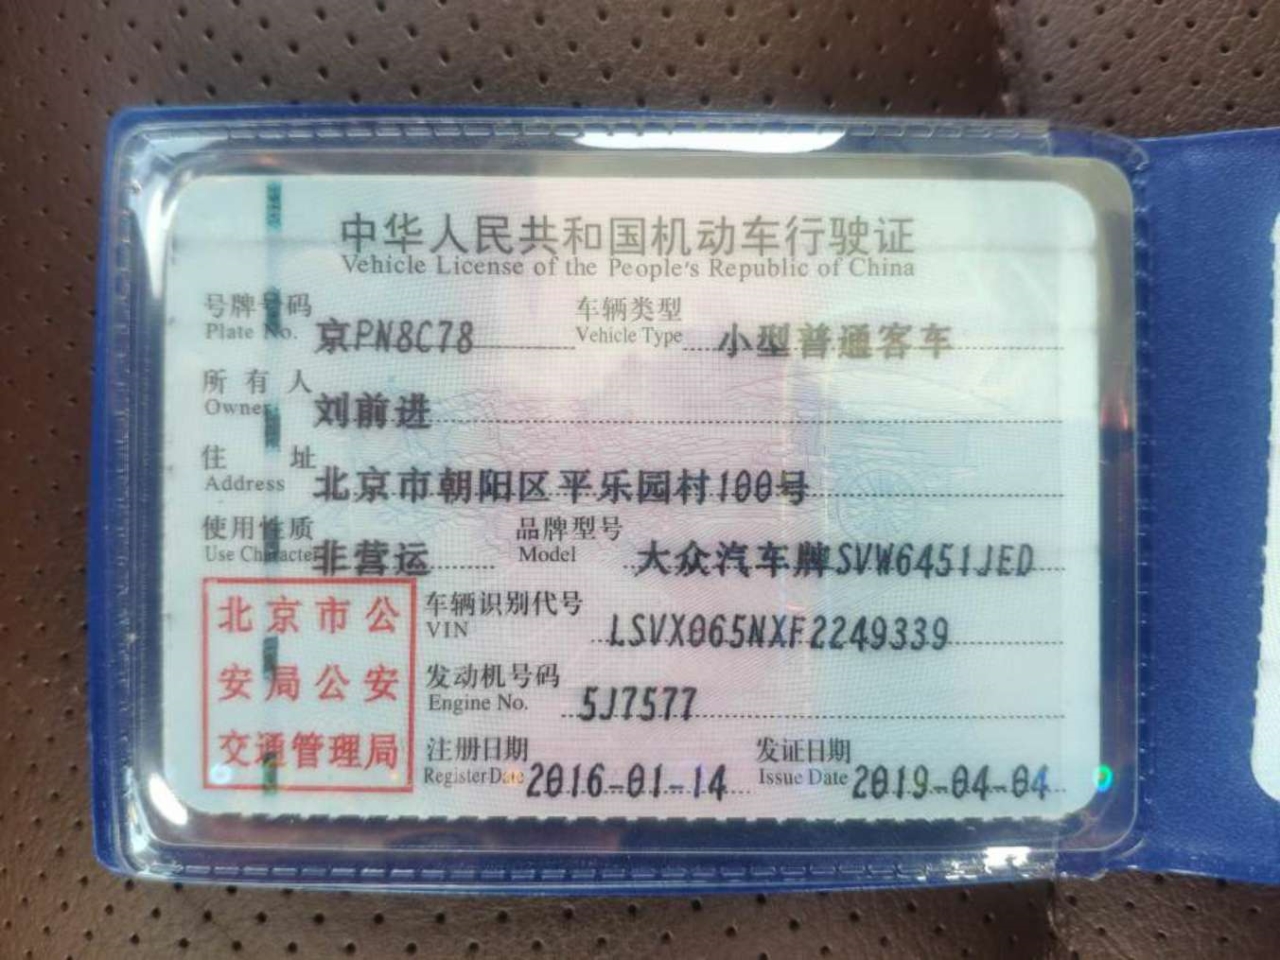 中华人民共和国机动车行驶证
Vehicle License of the People's Republic of China
号牌号码 京PN8C78 车辆类型 小型普通客车
Plate No. Vehicle Type
所有人 刘前进
Owner
住址 北京市朝阳区平乐园村100号
Address
使用性质 非营运 品牌型号 大众汽车牌SVW6451JED
Use Character Model
北京市公
安局公安
交通管理局
车辆识别代号 LSVX065NXF2249339
VIN
发动机号码 5J7577
Engine No.
注册日期 2016-01-14 发证日期 2019-04-04
Register Date Issue Date